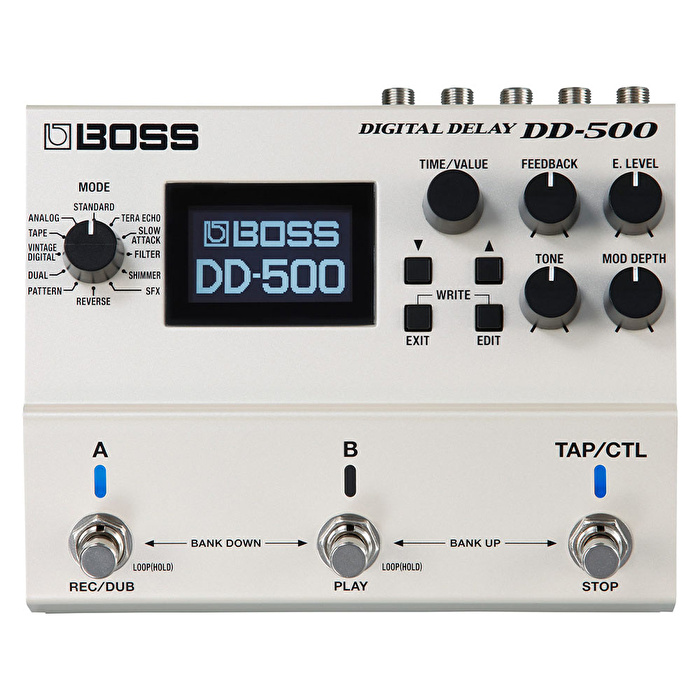 BOSS
DIGITAL DELAY DD-500
MODE
STANDARD
ANALOG
TERA ECHO
TAPE
SLOW
ATTACK
VINTAGE
DIGITAL
FILTER
DUAL
SHIMMER
PATTERN
SFX
REVERSE
BOSS
DD-500
TIME/VALUE
FEEDBACK
E. LEVEL
TONE
MOD DEPTH
WRITE
EXIT
EDIT
A
B
TAP/CTL
BANK DOWN
BANK UP
LOOP(HOLD)
LOOP(HOLD)
REC/DUB
PLAY
STOP